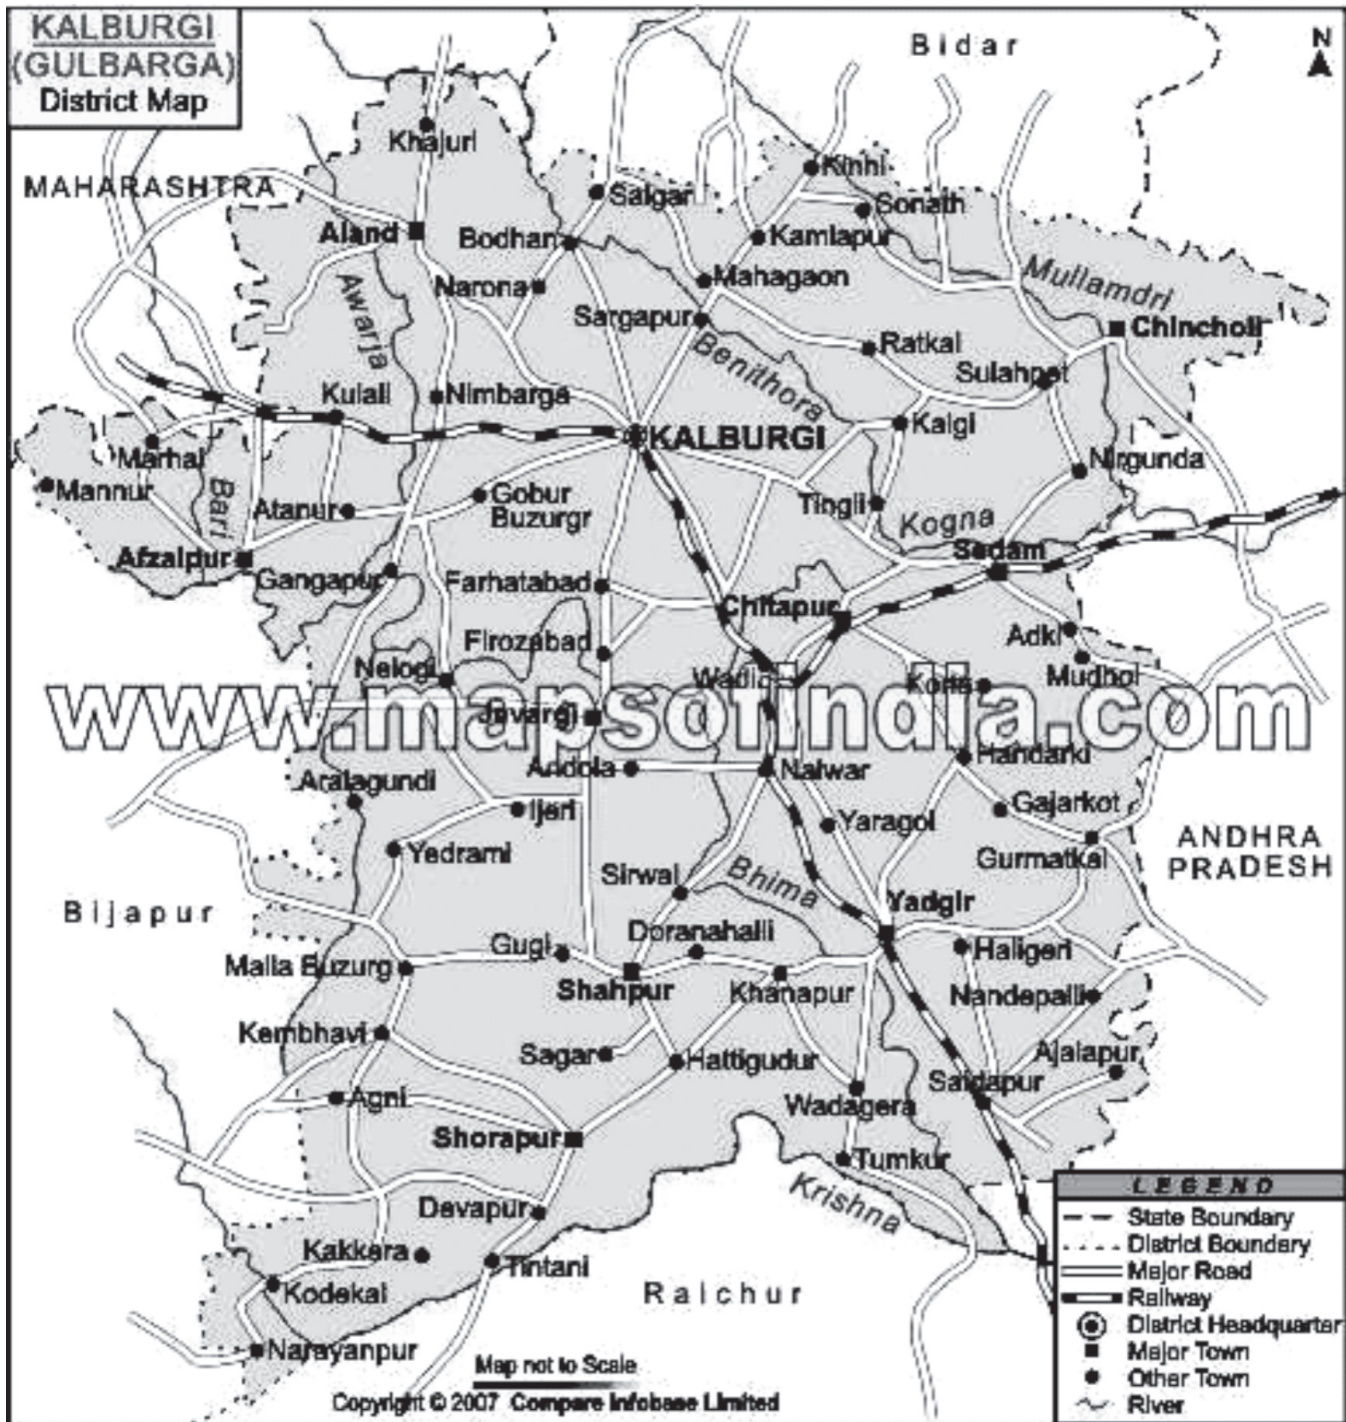 KALBURGI
(GULBARGA)
District Map
Bidar
N
Khajuri
Kinhi
MAHARASHTRA
Salgar
Sonath
Aland
Bodhan
Kamlapur
Mullamdri
Narona
Mahagaon
Awarja
Sargapur
Chincholi
Benithora
Ratkal
Sulahpet
Kulali
Nimbarga
KALBURGI
Kalgi
Marhal
Nirgunda
Mannur
Bari
Atanur
Gobur
Buzurgr
Tingli
Kogna
Sedam
Afzalpur
Gangapur
Farhatabad
Chitapur
Firozabad
Adki
Nelogi
Wadi
Mudhol
www.mapsofindia.com
Jevargi
Handarki
Aralagundi
Andola
Nalwar
Ijeri
Gajarkot
Yaragol
ANDHRA
PRADESH
Yedrami
Gurmatkal
Sirwal
Bhima
Bijapur
Yadgir
Gugi
Doranahalli
Haligeri
Malla Buzurg
Shahpur
Khanapur
Nandepalli
Kembhavi
Sagar
Hattigudur
Ajalapur
Saidapur
Agni
Wadagera
Shorapur
Tumkur
Krishna
Devapur
Kakkera
Tintani
Kodekal
Raichur
Narayanpur
Map not to Scale
Copyright © 2007 Compare Infobase Limited
LEGEND
State Boundary
District Boundary
Major Road
Railway
District Headquarter
Major Town
Other Town
River